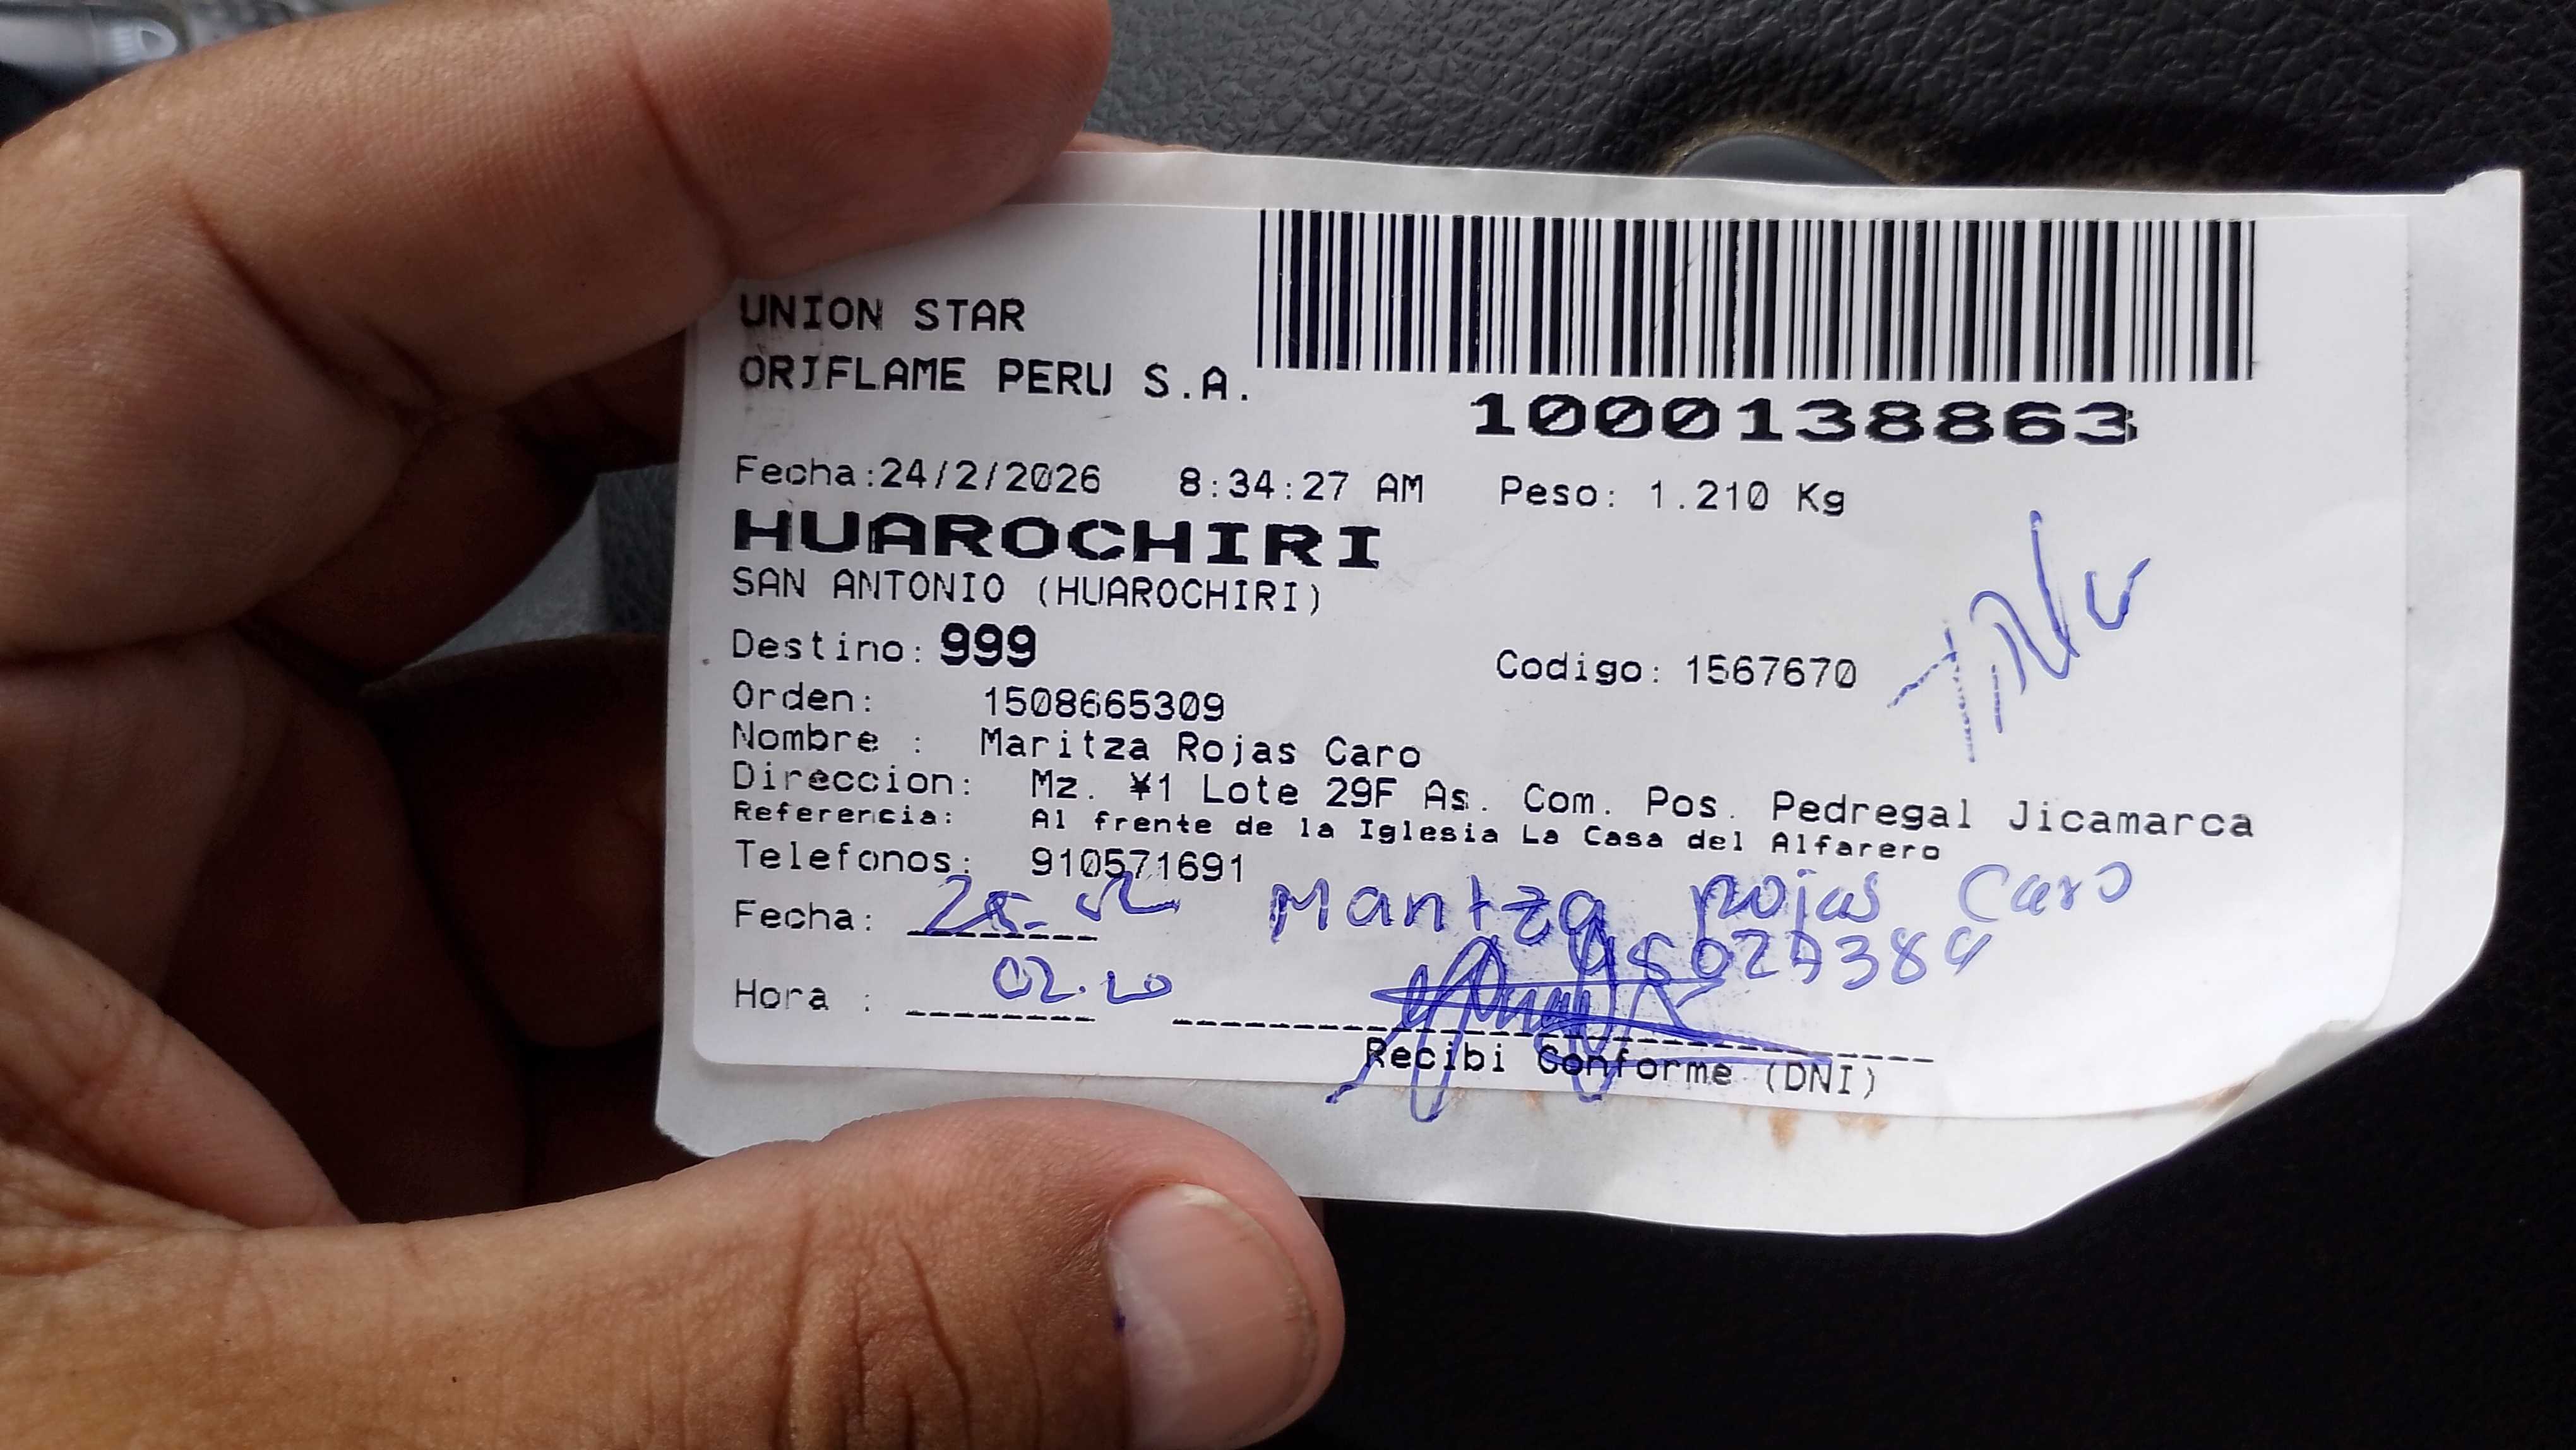 UNION STAR
ORIFLAME PERU S.A.
1000138863
Fecha:24/2/2026 8:34:27 AM Peso: 1.210 Kg
HUAROCHIRI
SAN ANTONIO (HUAROCHIRI)
Destino: 999 Codigo: 1567670
Orden: 1508665309
Nombre : Maritza Rojas Caro
Direccion: Mz. ¥1 Lote 29F As. Com. Pos. Pedregal Jicamarca
Referencia: Al frente de la Iglesia La Casa del Alfarero
Telefonos: 910571691
Maritza Rojas Caro
Fecha:
Hora : 02.20
Recibi Conforme (DNI)